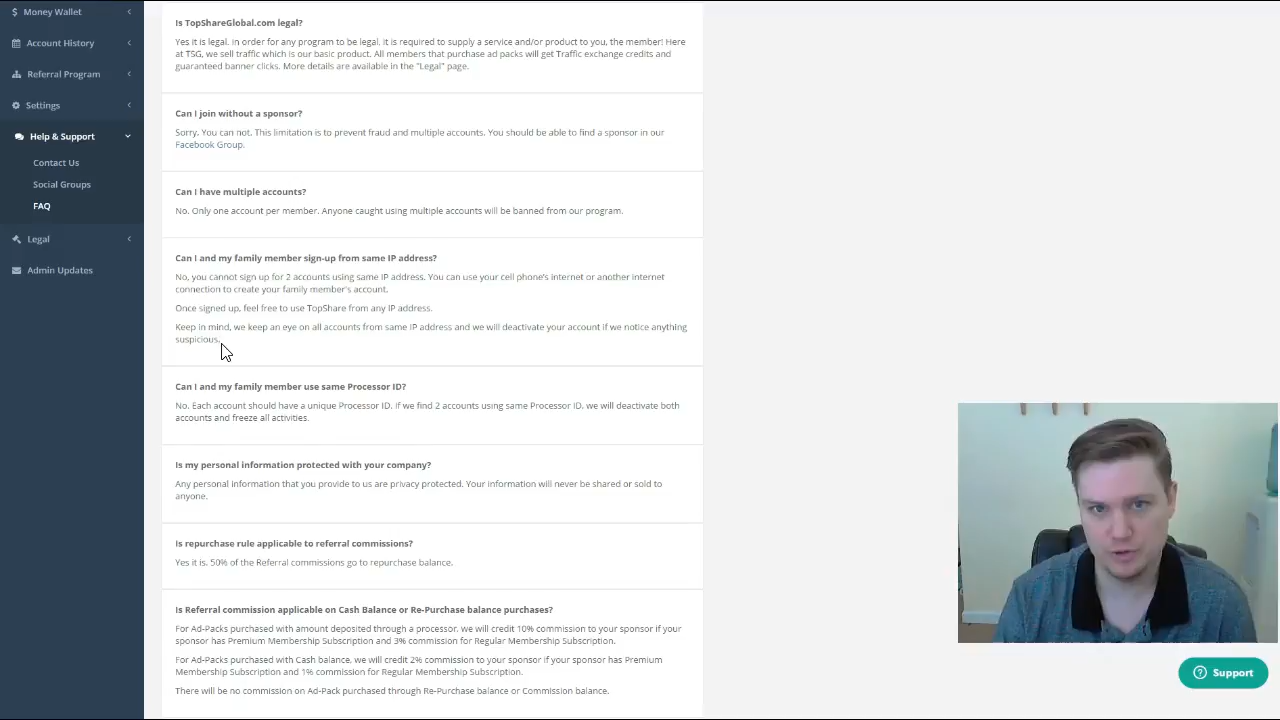 Money Wallet
Account History
Referral Program
Settings
Help & Support
Contact Us
Social Groups
FAQ
Legal
Admin Updates
Is TopShareGlobal.com legal?
Yes it is legal. In order for any program to be legal, it is required to supply a service and/or product to you, the member! Here
at TSG, we sell traffic which is our basic product. All members that purchase ad packs will get Traffic exchange credits and
guaranteed banner clicks. More details are available in the "Legal" page.
Can I join without a sponsor?
Sorry, You can not. This limitation is to prevent fraud and multiple accounts. You should be able to find a sponsor in our
Facebook Group.
Can I have multiple accounts?
No. Only one account per member. Anyone caught using multiple accounts will be banned from our program.
Can I and my family member sign-up from same IP address?
No, you cannot sign up for 2 accounts using same IP address. You can use your cell phone's internet or another internet
connection to create your family member's account.
Once signed up, feel free to use TopShare from any IP address.
Keep in mind, we keep an eye on all accounts from same IP address and we will deactivate your account if we notice anything
suspicious.
Can I and my family member use same Processor ID?
No. Each account should have a unique Processor ID. If we find 2 accounts using same Processor ID, we will deactivate both
accounts and freeze all activities.
Is my personal information protected with your company?
Any personal information that you provide to us are privacy protected. Your information will never be shared or sold to
anyone.
Is repurchase rule applicable to referral commissions?
Yes it is. 50% of the Referral commissions go to repurchase balance.
Is Referral commission applicable on Cash Balance or Re-Purchase balance purchases?
For Ad-Packs purchased with amount deposited through a processor, we will credit 10% commission to your sponsor if your
sponsor has Premium Membership Subscription and 3% commission for Regular Membership Subscription.
For Ad-Packs purchased with Cash balance, we will credit 2% commission to your sponsor if your sponsor has Premium
Membership Subscription and 1% commission for Regular Membership Subscription.
There will be no commission on Ad-Pack purchased through Re-Purchase balance or Commission balance.
Support